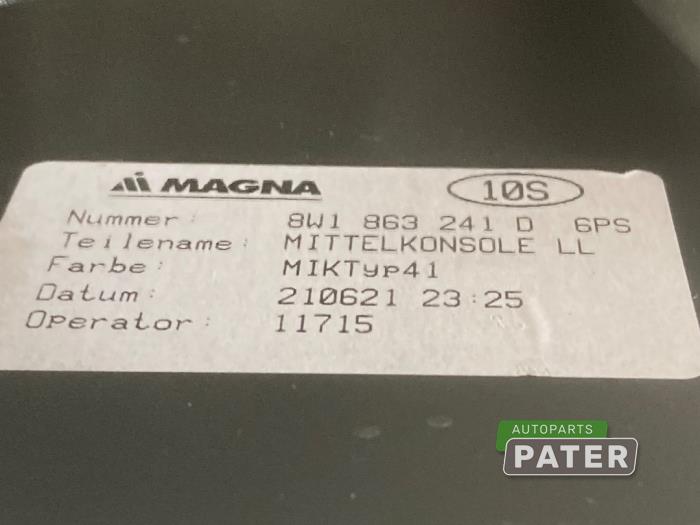 MAGNA 10S
Nummer: 8W1 863 241 D 6PS
Teilename: MITTELKONSOLE LL
Farbe: MIKTyp41
Datum: 210621 23:25
Operator: 11715
AUTOPARTS
PATER